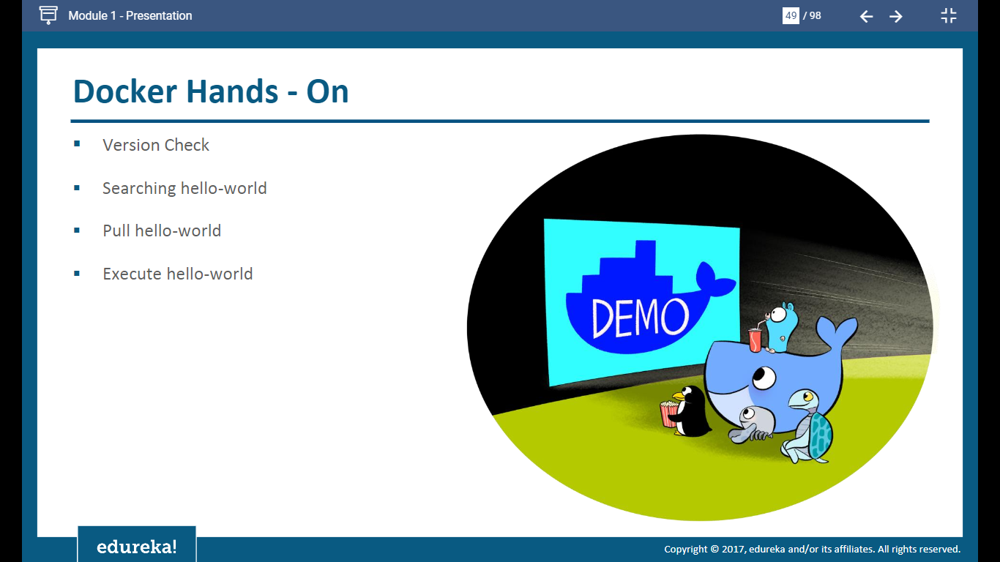 Module 1 - Presentation
49 / 98
Docker Hands - On
Version Check
Searching hello-world
Pull hello-world
Execute hello-world
DEMO
edureka!
Copyright © 2017, edureka and/or its affiliates. All rights reserved.